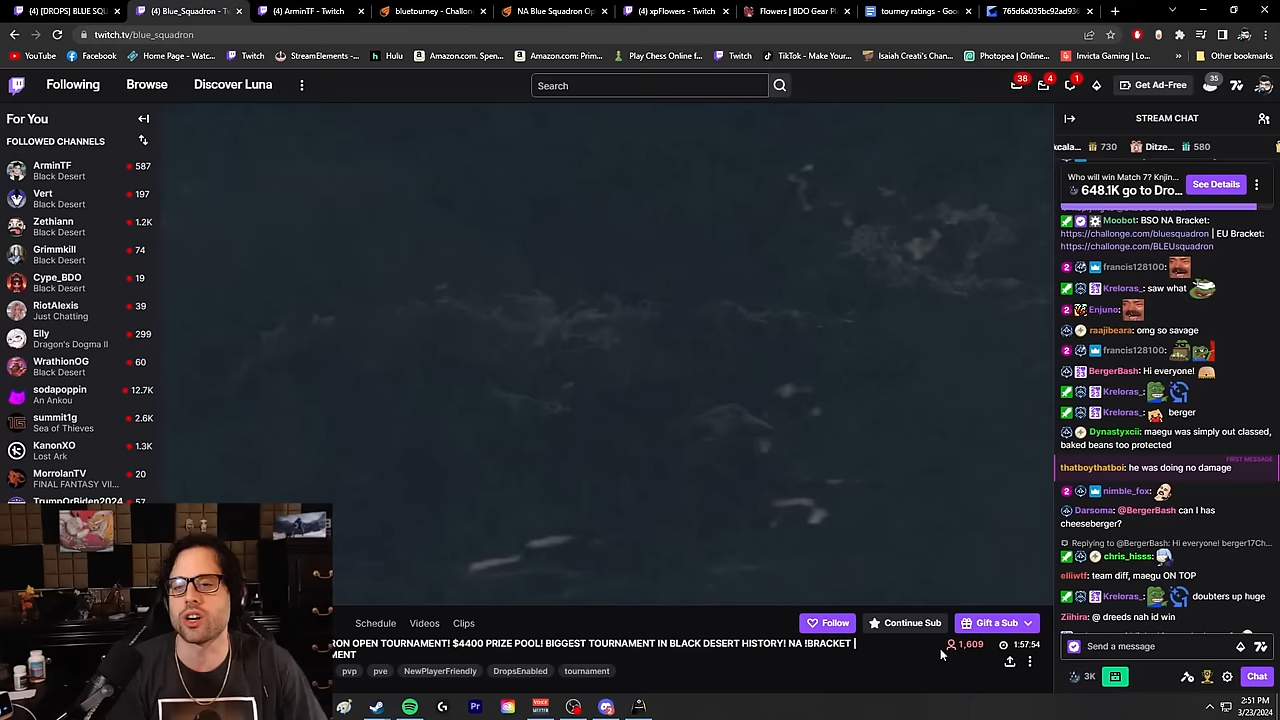 (4) [DROPS] BLUE SQU
(4) Blue_Squadron - Tw
(4) ArminTF - Twitch
bluetourney - Challon
NA Blue Squadron Op
(4) xpFlowers - Twitch
Flowers | BDO Gear Pl
tourney ratings - Goo
765d6a035bc92ad936
twitch.tv/blue_squadron
YouTube
Facebook
Home Page - Watc...
Twitch
StreamElements -...
Hulu
Amazon.com. Spen...
Amazon.com: Prim...
Play Chess Online f...
Twitch
TikTok - Make Your...
Isaiah Creati's Chan...
Photopea | Online...
Invicta Gaming | Lo...
Other bookmarks
Following
Browse
Discover Luna
Search
38
4
1
Get Ad-Free
35
For You
FOLLOWED CHANNELS
ArminTF 587
Black Desert
Vert 197
Black Desert
Zethiann 1.2K
Black Desert
Grimmkill 74
Black Desert
Cype_BDO 19
Black Desert
RiotAlexis 39
Just Chatting
Elly 299
Dragon's Dogma II
WrathionOG 60
Black Desert
sodapoppin 12.7K
An Ankou
summit1g 2.6K
Sea of Thieves
KanonXO 1.3K
Lost Ark
MorrolanTV 20
FINAL FANTASY VII...
TrumpOrBiden2024 57
Schedule
Videos
Clips
Follow
Continue Sub
Gift a Sub
RON OPEN TOURNAMENT! $4400 PRIZE POOL! BIGGEST TOURNAMENT IN BLACK DESERT HISTORY! NA !BRACKET |
MENT
1,609
1:57:54
pvp
pve
NewPlayerFriendly
DropsEnabled
tournament
STREAM CHAT
xcala... 730
Ditze... 580
Who will win Match 7? Knjin...
648.1K go to Dro...
See Details
Moobot: BSO NA Bracket:
https://challonge.com/bluesquadron | EU Bracket:
https://challonge.com/BLEUsquadron
francis128100:
Kreloras_: saw what
Enjuno:
raajibeara: omg so savage
francis128100:
BergerBash: Hi everyone!
Kreloras_:
Kreloras_: berger
Dynastyxcii: maegu was simply out classed,
baked beans too protected
FIRST MESSAGE
thatboythatboi: he was doing no damage
nimble_fox:
Darsoma: @BergerBash can I has
cheeseberger?
Replying to @BergerBash: Hi everyone! berger17Ch...
chris_hisss:
elliwtf: team diff, maegu ON TOP
Kreloras_: doubters up huge
Ziihira: @ dreeds nah id win
Send a message
3K
Chat
2:51 PM
3/23/2024